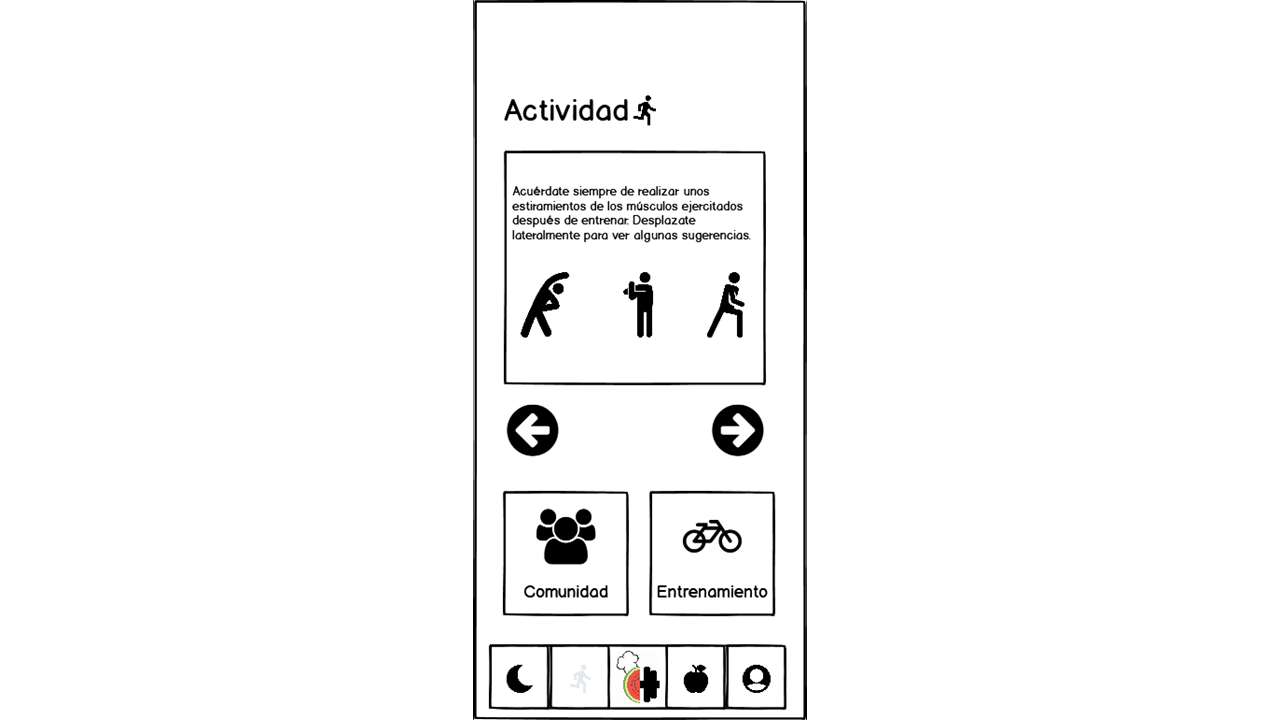 Actividad
Acuérdate siempre de realizar unos
estiramientos de los músculos ejercitados
después de entrenar. Desplazate
lateralmente para ver algunas sugerencias.
Comunidad
Entrenamiento